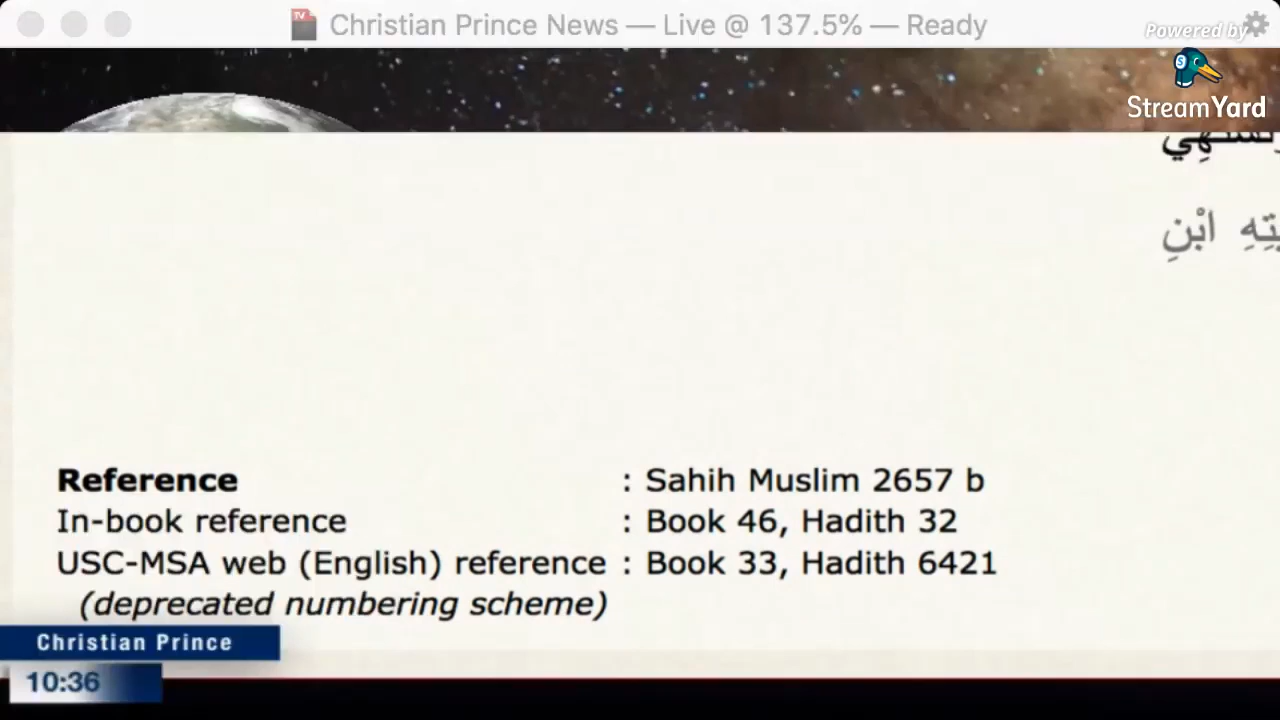 Christian Prince News — Live @ 137.5% — Ready
Powered by
StreamYard
ابْنِ
Reference : Sahih Muslim 2657 b
In-book reference : Book 46, Hadith 32
USC-MSA web (English) reference : Book 33, Hadith 6421
(deprecated numbering scheme)
Christian Prince
10:36